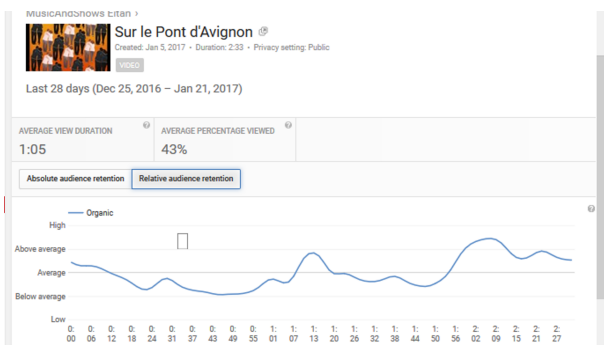 MusicAndShows Eitan ›
Sur le Pont d'Avignon
Created: Jan 5, 2017 • Duration: 2:33 • Privacy setting: Public
VIDEO
Last 28 days (Dec 25, 2016 – Jan 21, 2017)
AVERAGE VIEW DURATION ?
1:05
AVERAGE PERCENTAGE VIEWED ?
43%
Absolute audience retention Relative audience retention
?
Organic
High
Above average
Average
Below average
Low
0: 0: 0: 0: 0: 0: 0: 0: 0: 0: 1: 1: 1: 1: 1: 1: 1: 1: 1: 1: 2: 2: 2: 2: 2:
00 06 12 18 24 31 37 43 49 55 01 07 13 20 26 32 38 44 50 56 02 09 15 21 27